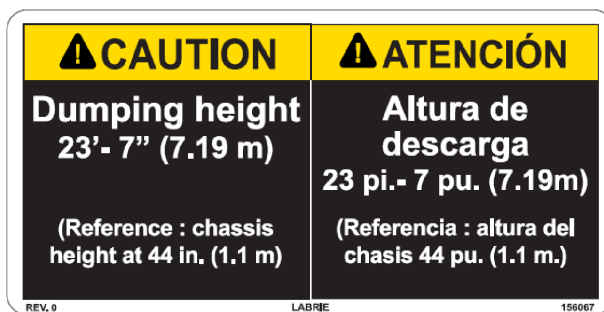 CAUTION
Dumping height
23'- 7” (7.19 m)
(Reference : chassis
height at 44 in. (1.1 m)
ATENCIÓN
Altura de
descarga
23 pi.- 7 pu. (7.19m)
(Referencia : altura del
chasis 44 pu. (1.1 m.)
REV. 0
LABRIE
156067